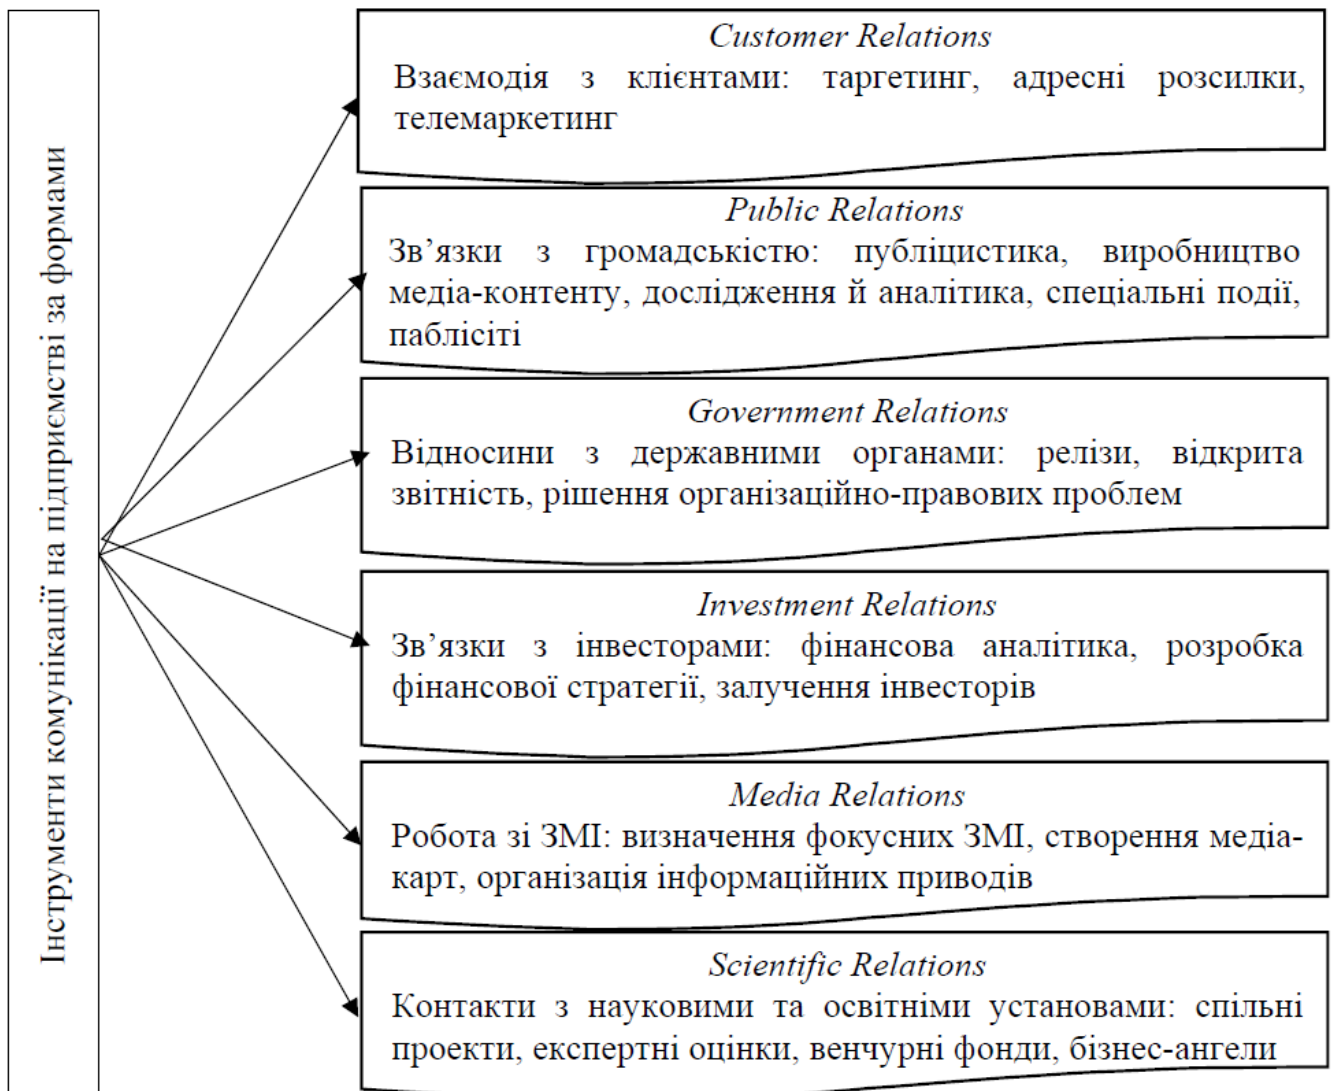 Інструменти комунікації на підприємстві за формами
Customer Relations
Взаємодія з клієнтами: таргетинг, адресні розсилки,
телемаркетинг
Public Relations
Зв’язки з громадськістю: публіцистика, виробництво
медіа-контенту, дослідження й аналітика, спеціальні події,
паблісіті
Government Relations
Відносини з державними органами: релізи, відкрита
звітність, рішення організаційно-правових проблем
Investment Relations
Зв’язки з інвесторами: фінансова аналітика, розробка
фінансової стратегії, залучення інвесторів
Media Relations
Робота зі ЗМІ: визначення фокусних ЗМІ, створення медіа-
карт, організація інформаційних приводів
Scientific Relations
Контакти з науковими та освітніми установами: спільні
проекти, експертні оцінки, венчурні фонди, бізнес-ангели